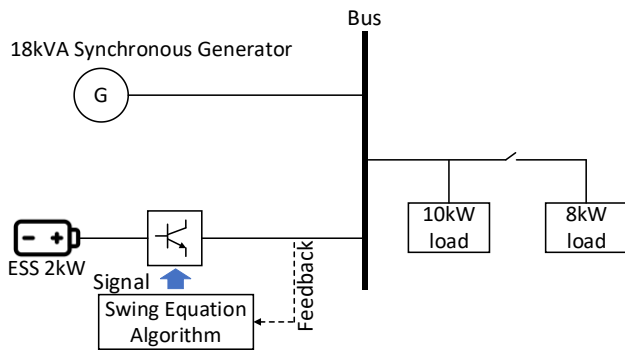 Bus
18kVA Synchronous Generator
G
10kW
load
8kW
load
ESS 2kW
Signal
Feedback
Swing Equation
Algorithm